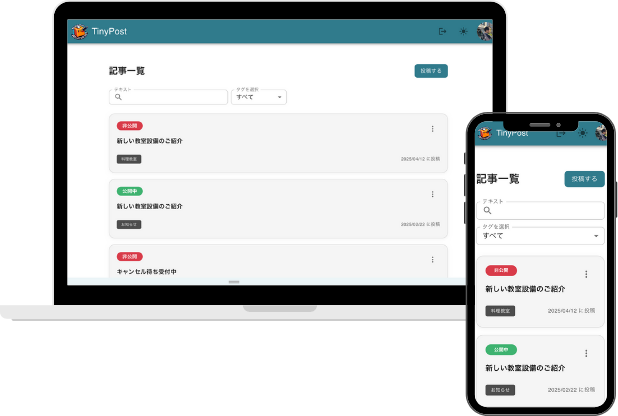 TinyPost
記事一覧
投稿する
テキスト
タグを選択
すべて
非公開
新しい教室設備のご紹介
料理教室
2025/04/12 に投稿
公開中
新しい教室設備のご紹介
お知らせ
2025/02/22 に投稿
非公開
キャンセル待ち受付中
TinyPost
記事一覧
投稿する
テキスト
タグを選択
すべて
非公開
新しい教室設備のご紹介
料理教室
2025/04/12 に投稿
公開中
新しい教室設備のご紹介
お知らせ
2025/02/22 に投稿